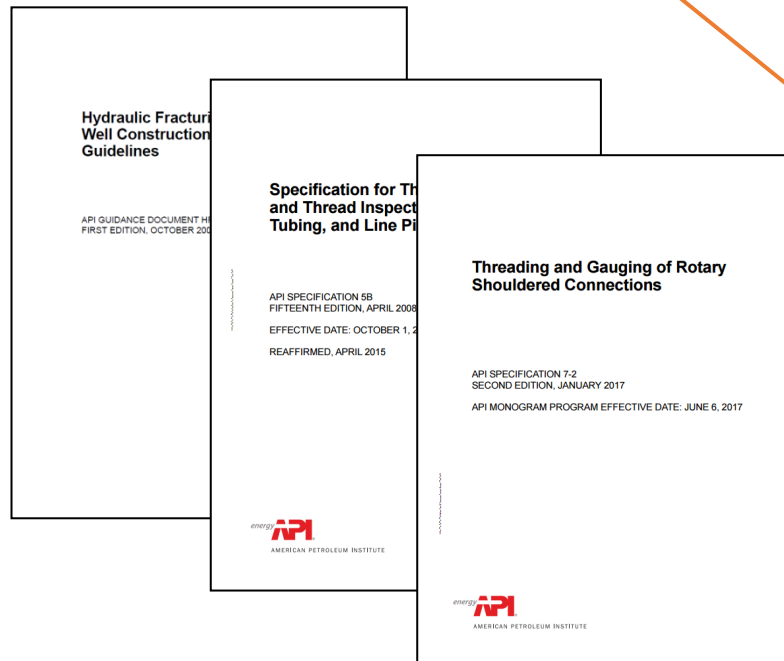 Hydraulic Fracturi
Well Construction
Guidelines
API GUIDANCE DOCUMENT H
FIRST EDITION, OCTOBER 200
Specification for Th
and Thread Inspect
Tubing, and Line Pi
API SPECIFICATION 5B
FIFTEENTH EDITION, APRIL 2008
EFFECTIVE DATE: OCTOBER 1, 2
REAFFIRMED, APRIL 2015
energy API
AMERICAN PETROLEUM INSTITUTE
Threading and Gauging of Rotary
Shouldered Connections
API SPECIFICATION 7-2
SECOND EDITION, JANUARY 2017
API MONOGRAM PROGRAM EFFECTIVE DATE: JUNE 6, 2017
energy API
AMERICAN PETROLEUM INSTITUTE